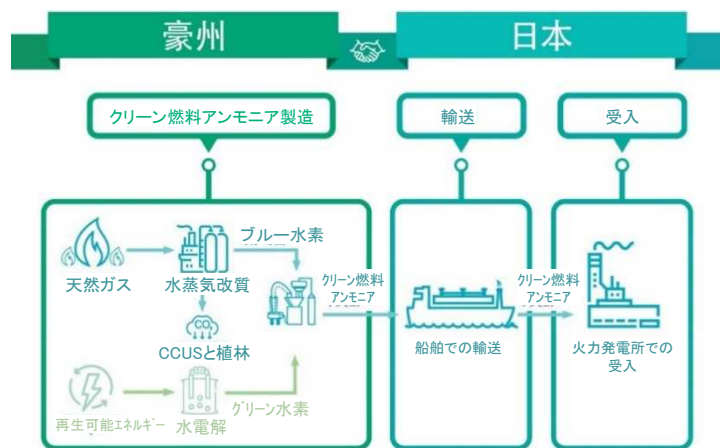 豪州
日本
クリーン燃料アンモニア製造
輸送
受入
天然ガス
水蒸気改質
ブルー水素
CO₂
CCUSと植林
再生可能エネルギー
水電解
グリーン水素
クリーン燃料
アンモニア
船舶での輸送
クリーン燃料
アンモニア
火力発電所での
受入